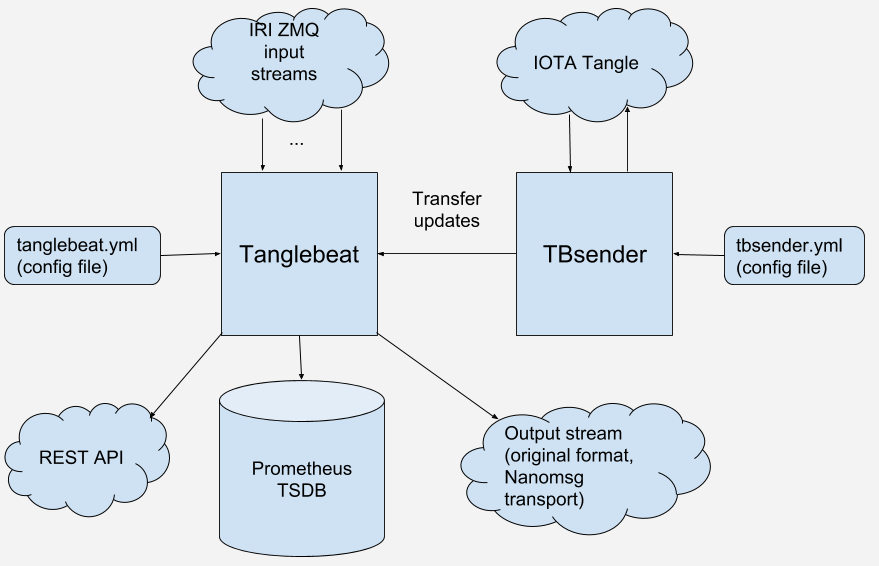 IRI ZMQ
input
streams
IOTA Tangle
...
Transfer
updates
tanglebeat.yml
(config file)
Tanglebeat
TBsender
tbsender.yml
(config file)
REST API
Prometheus
TSDB
Output stream
(original format,
Nanomsg
transport)